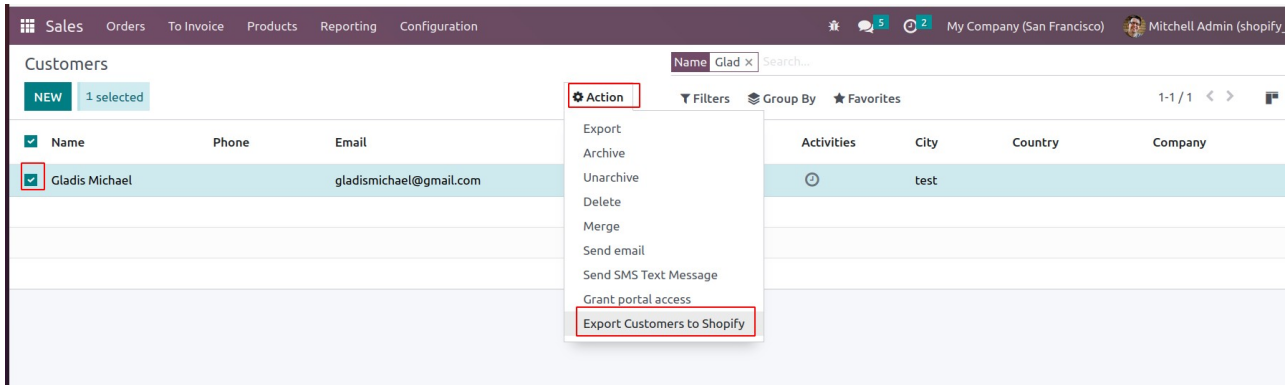 Sales Orders To Invoice Products Reporting Configuration 5 2 My Company (San Francisco) Mitchell Admin (shopify_
Customers Name Glad × Search...
NEW 1 selected Action Filters Group By Favorites 1-1 / 1
Name Phone Email Activities City Country Company
Gladis Michael gladismichael@gmail.com test
Export
Archive
Unarchive
Delete
Merge
Send email
Send SMS Text Message
Grant portal access
Export Customers to Shopify